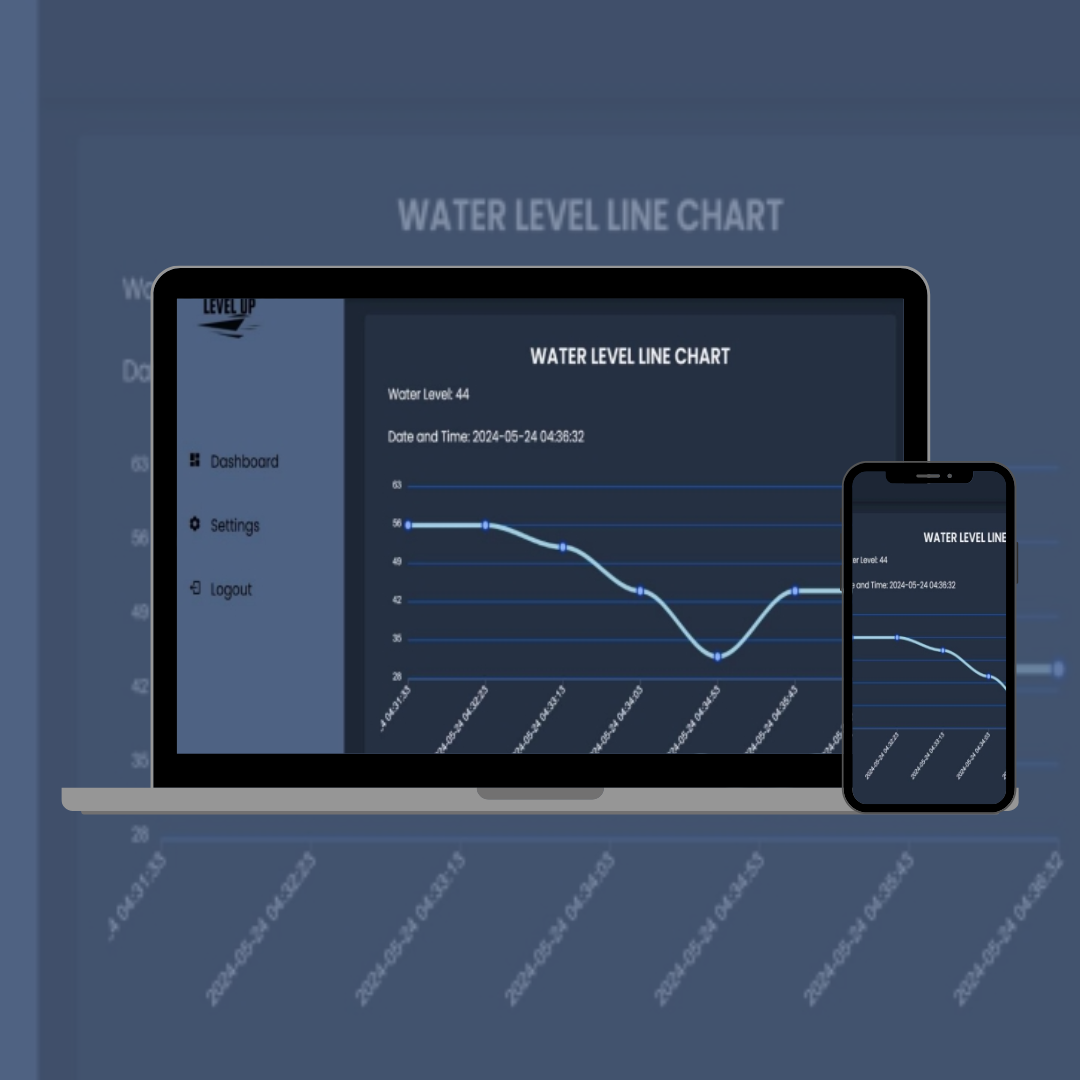 WATER LEVEL LINE CHART
LEVEL UP
WATER LEVEL LINE CHART
Water Level: 44
Date and Time: 2024-05-24 04:36:32
Dashboard
Settings
Logout
63
56
49
42
35
28
4 04:31:33
2024-05-24 04:32:23
2024-05-24 04:33:13
2024-05-24 04:34:03
2024-05-24 04:34:53
2024-05-24 04:35:43
WATER LEVEL LINE
er Level: 44
and Time: 2024-05-24 04:36:32
2024-05-24 04:32:23
2024-05-24 04:33:13
2024-05-24 04:34:03
63
56
49
42
35
28
4 04:31:33
2024-05-24 04:32:23
2024-05-24 04:33:13
2024-05-24 04:34:03
2024-05-24 04:34:53
2024-05-24 04:35:43
2024-05-24 04:36:32